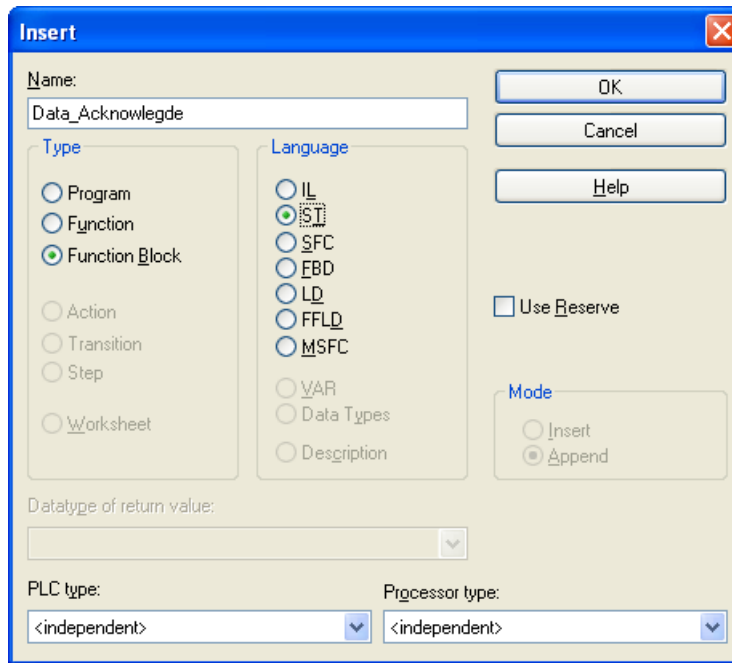 Insert
Name:
Data_Acknowlegde
OK
Cancel
Help
Type
Program
Function
Function Block
Action
Transition
Step
Worksheet
Language
IL
ST
SFC
FBD
LD
FFLD
MSFC
VAR
Data Types
Description
Use Reserve
Mode
Insert
Append
Datatype of return value:
PLC type:
<independent>
Processor type:
<independent>